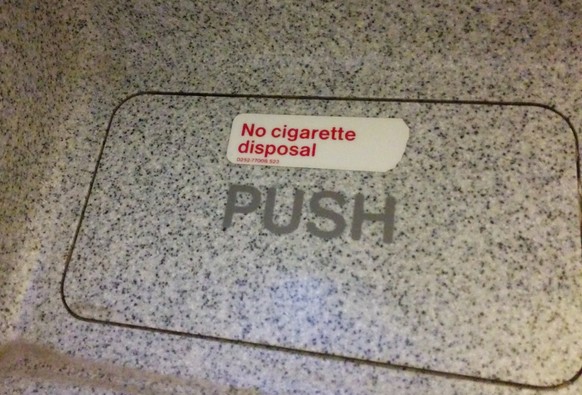 No cigarette
disposal
PUSH